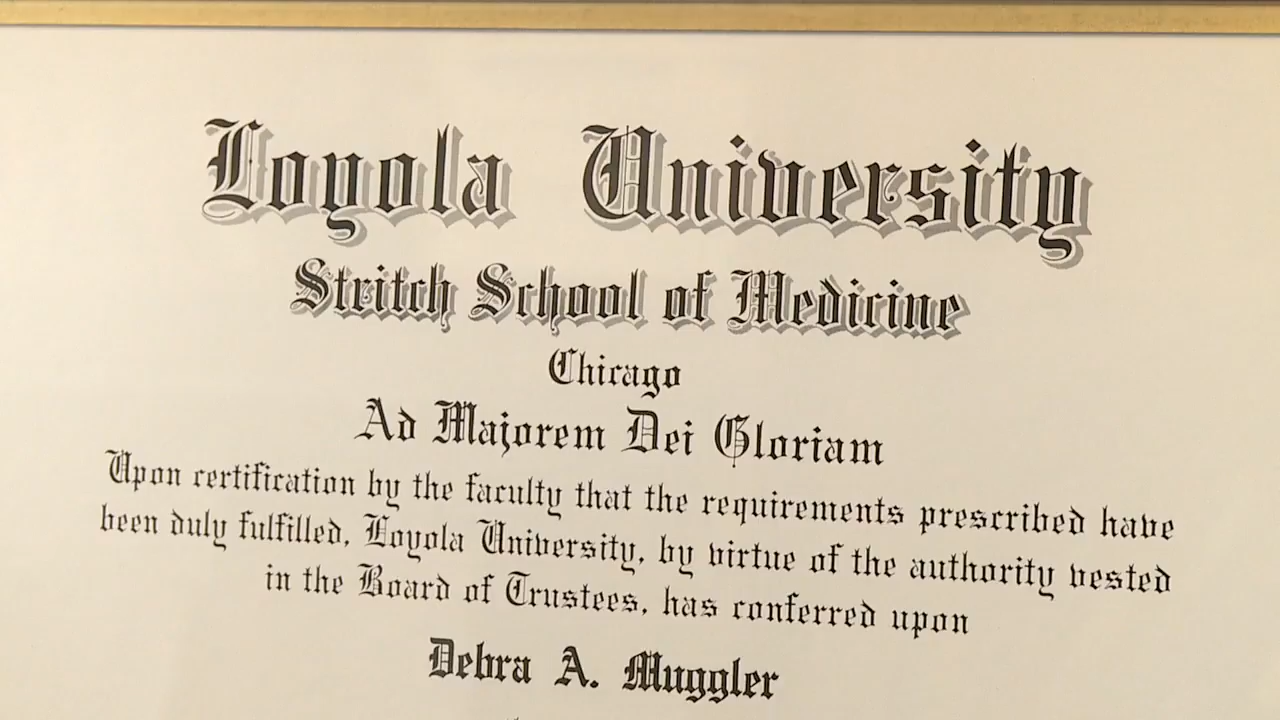 Loyola University
Stritch School of Medicine
Chicago
Ad Majorem Dei Gloriam
Upon certification by the faculty that the requirements prescribed have
been duly fulfilled, Loyola University, by virtue of the authority vested
in the Board of Trustees, has conferred upon
Debra A. Muggler